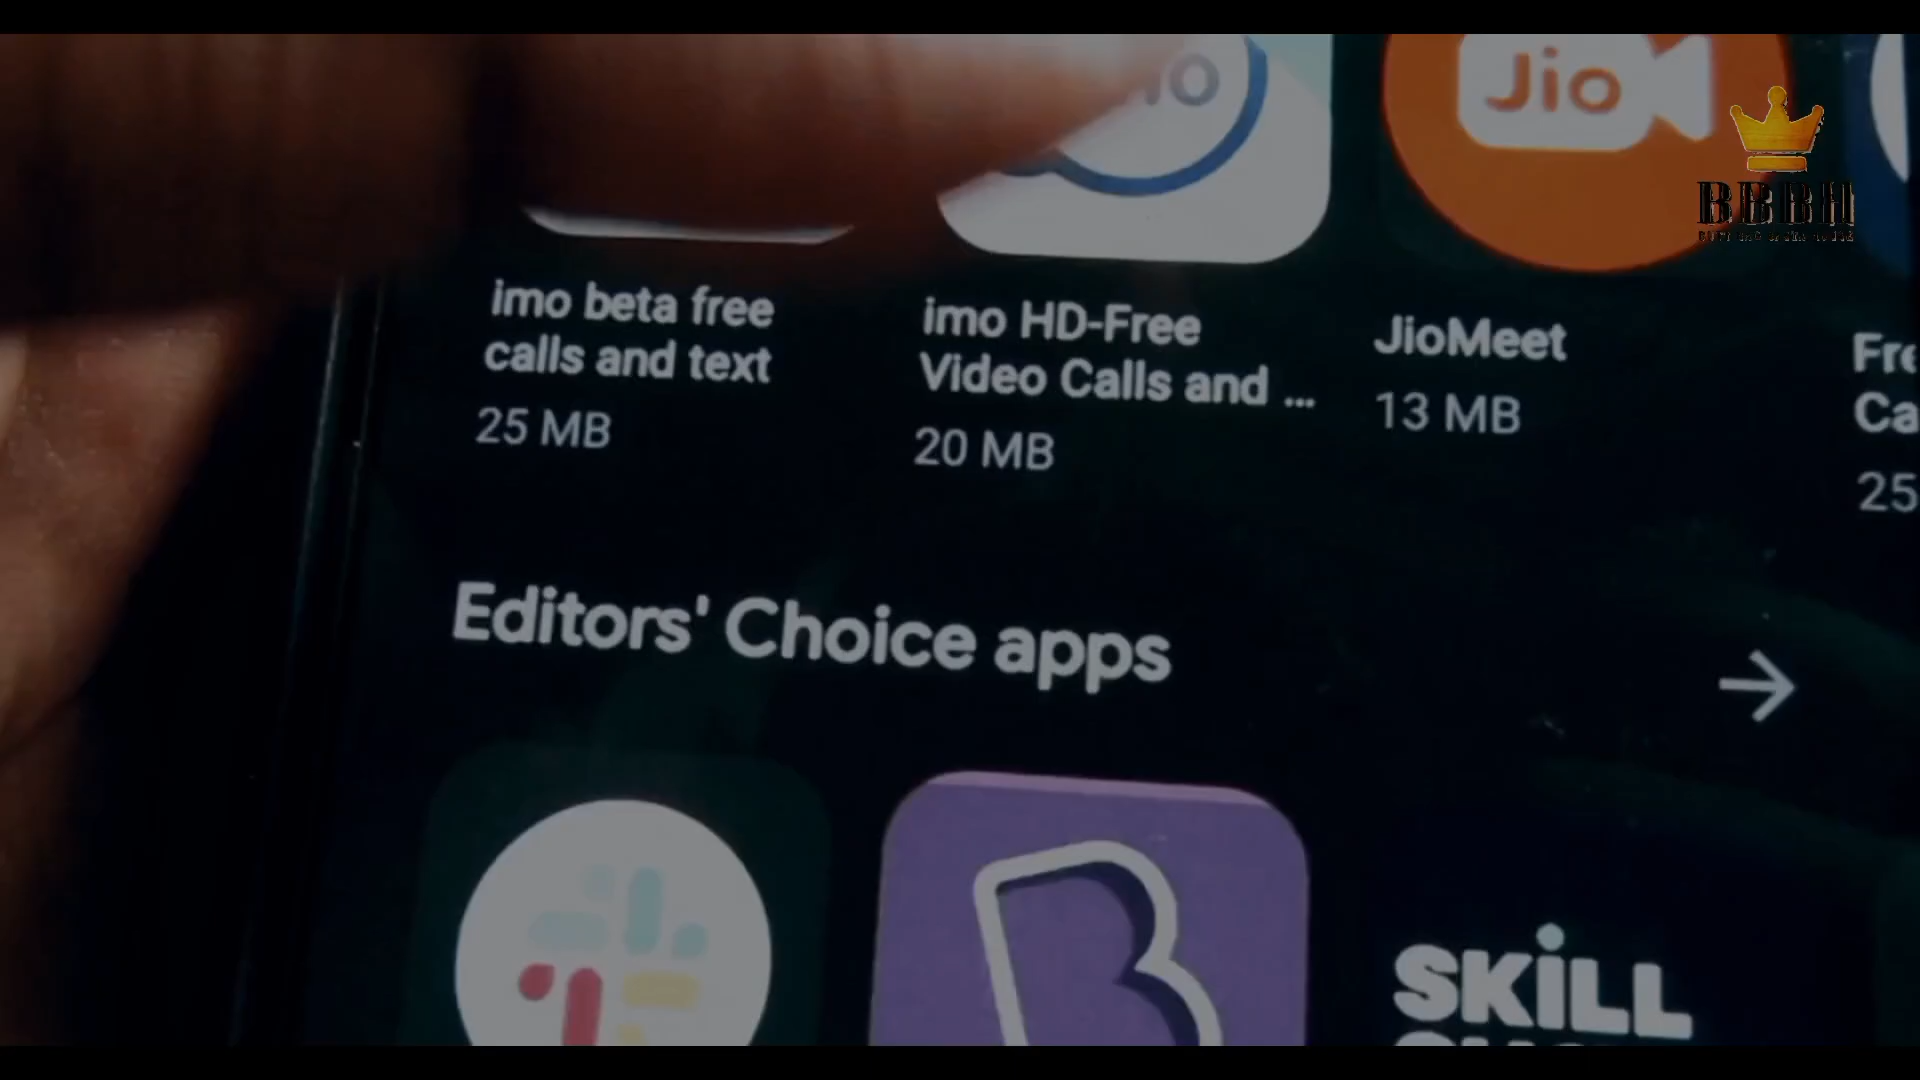 Jio
BBBH
imo beta free
calls and text
25 MB
imo HD-Free
Video Calls and ...
20 MB
JioMeet
13 MB
25
Editors' Choice apps
SKiLL